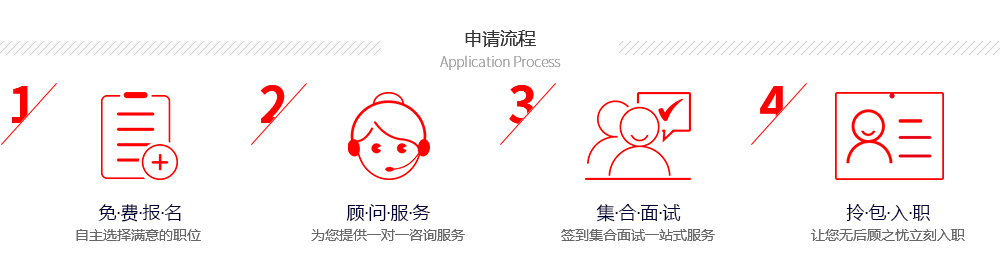 申请流程
Application Process
1
2
3
4
免·费·报·名
顾·问·服·务
集·合·面·试
拎·包·入·职
自主选择满意的职位
为您提供一对一咨询服务
签到集合面试一站式服务
让您无后顾之忧立刻入职